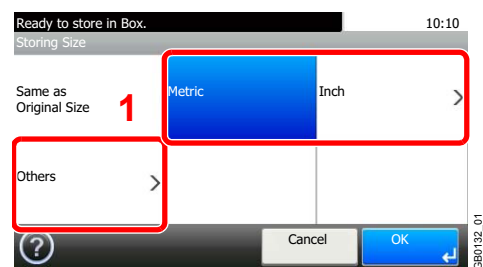 Ready to store in Box. 10:10
Storing Size
Same as
Original Size
1
Metric
Inch
Others
?
Cancel
OK
GB0132_01